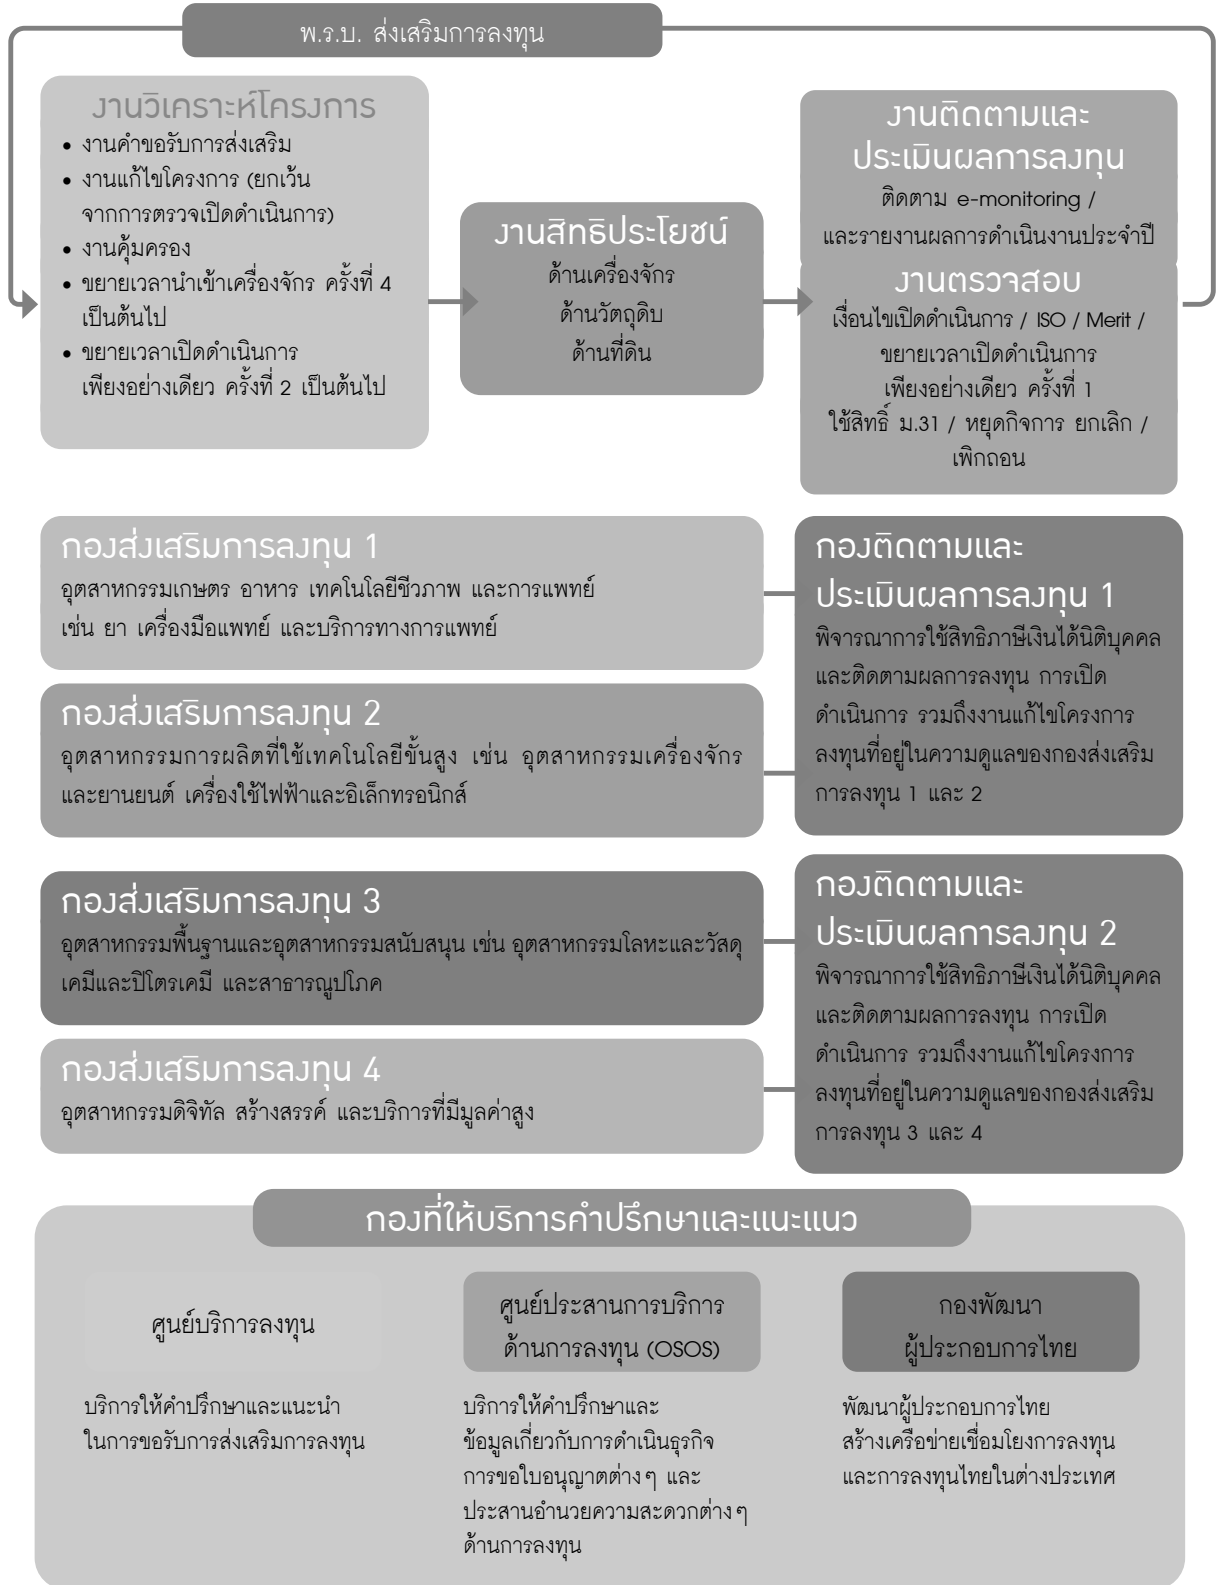 พ.ร.บ. ส่งเสริมการลงทุน
งานวิเคราะห์โครงการ
• งานคำขอรับการส่งเสริม
• งานแก้ไขโครงการ (ยกเว้น
จากการตรวจเปิดดำเนินการ)
• งานคุ้มครอง
• ขยายเวลานำเข้าเครื่องจักร ครั้งที่ 4
เป็นต้นไป
• ขยายเวลาเปิดดำเนินการ
เพียงอย่างเดียว ครั้งที่ 2 เป็นต้นไป
งานสิทธิประโยชน์
ด้านเครื่องจักร
ด้านวัตถุดิบ
ด้านที่ดิน
งานติดตามและ
ประเมินผลการลงทุน
ติดตาม e-monitoring /
และรายงานผลการดำเนินงานประจำปี
งานตรวจสอบ
เงื่อนไขเปิดดำเนินการ / ISO / Merit /
ขยายเวลาเปิดดำเนินการ
เพียงอย่างเดียว ครั้งที่ 1
ใช้สิทธิ์ ม.31 / หยุดกิจการ ยกเลิก /
เพิกถอน
กองส่งเสริมการลงทุน 1
อุตสาหกรรมเกษตร อาหาร เทคโนโลยีชีวภาพ และการแพทย์
เช่น ยา เครื่องมือแพทย์ และบริการทางการแพทย์
กองส่งเสริมการลงทุน 2
อุตสาหกรรมการผลิตที่ใช้เทคโนโลยีขั้นสูง เช่น อุตสาหกรรมเครื่องจักร
และยานยนต์ เครื่องใช้ไฟฟ้าและอิเล็กทรอนิกส์
กองติดตามและ
ประเมินผลการลงทุน 1
พิจารณาการใช้สิทธิภาษีเงินได้นิติบุคคล
และติดตามผลการลงทุน การเปิด
ดำเนินการ รวมถึงงานแก้ไขโครงการ
ลงทุนที่อยู่ในความดูแลของกองส่งเสริม
การลงทุน 1 และ 2
กองส่งเสริมการลงทุน 3
อุตสาหกรรมพื้นฐานและอุตสาหกรรมสนับสนุน เช่น อุตสาหกรรมโลหะและวัสดุ
เคมีและปิโตรเคมี และสาธารณูปโภค
กองส่งเสริมการลงทุน 4
อุตสาหกรรมดิจิทัล สร้างสรรค์ และบริการที่มีมูลค่าสูง
กองติดตามและ
ประเมินผลการลงทุน 2
พิจารณาการใช้สิทธิภาษีเงินได้นิติบุคคล
และติดตามผลการลงทุน การเปิด
ดำเนินการ รวมถึงงานแก้ไขโครงการ
ลงทุนที่อยู่ในความดูแลของกองส่งเสริม
การลงทุน 3 และ 4
กองที่ให้บริการคำปรึกษาและแนะแนว
ศูนย์บริการลงทุน
บริการให้คำปรึกษาและแนะนำ
ในการขอรับการส่งเสริมการลงทุน
ศูนย์ประสานการบริการ
ด้านการลงทุน (OSOS)
บริการให้คำปรึกษาและ
ข้อมูลเกี่ยวกับการดำเนินธุรกิจ
การขอใบอนุญาตต่างๆ และ
ประสานอำนวยความสะดวกต่างๆ
ด้านการลงทุน
กองพัฒนา
ผู้ประกอบการไทย
พัฒนาผู้ประกอบการไทย
สร้างเครือข่ายเชื่อมโยงการลงทุน
และการลงทุนไทยในต่างประเทศ